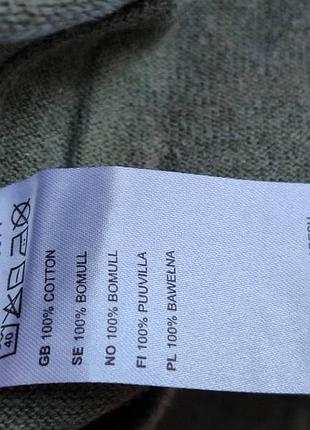 40
GB 100% COTTON
SE 100% BOMULL
NO 100% BOMULL
FI 100% PUUVILLA
PL 100% BAWEŁNA